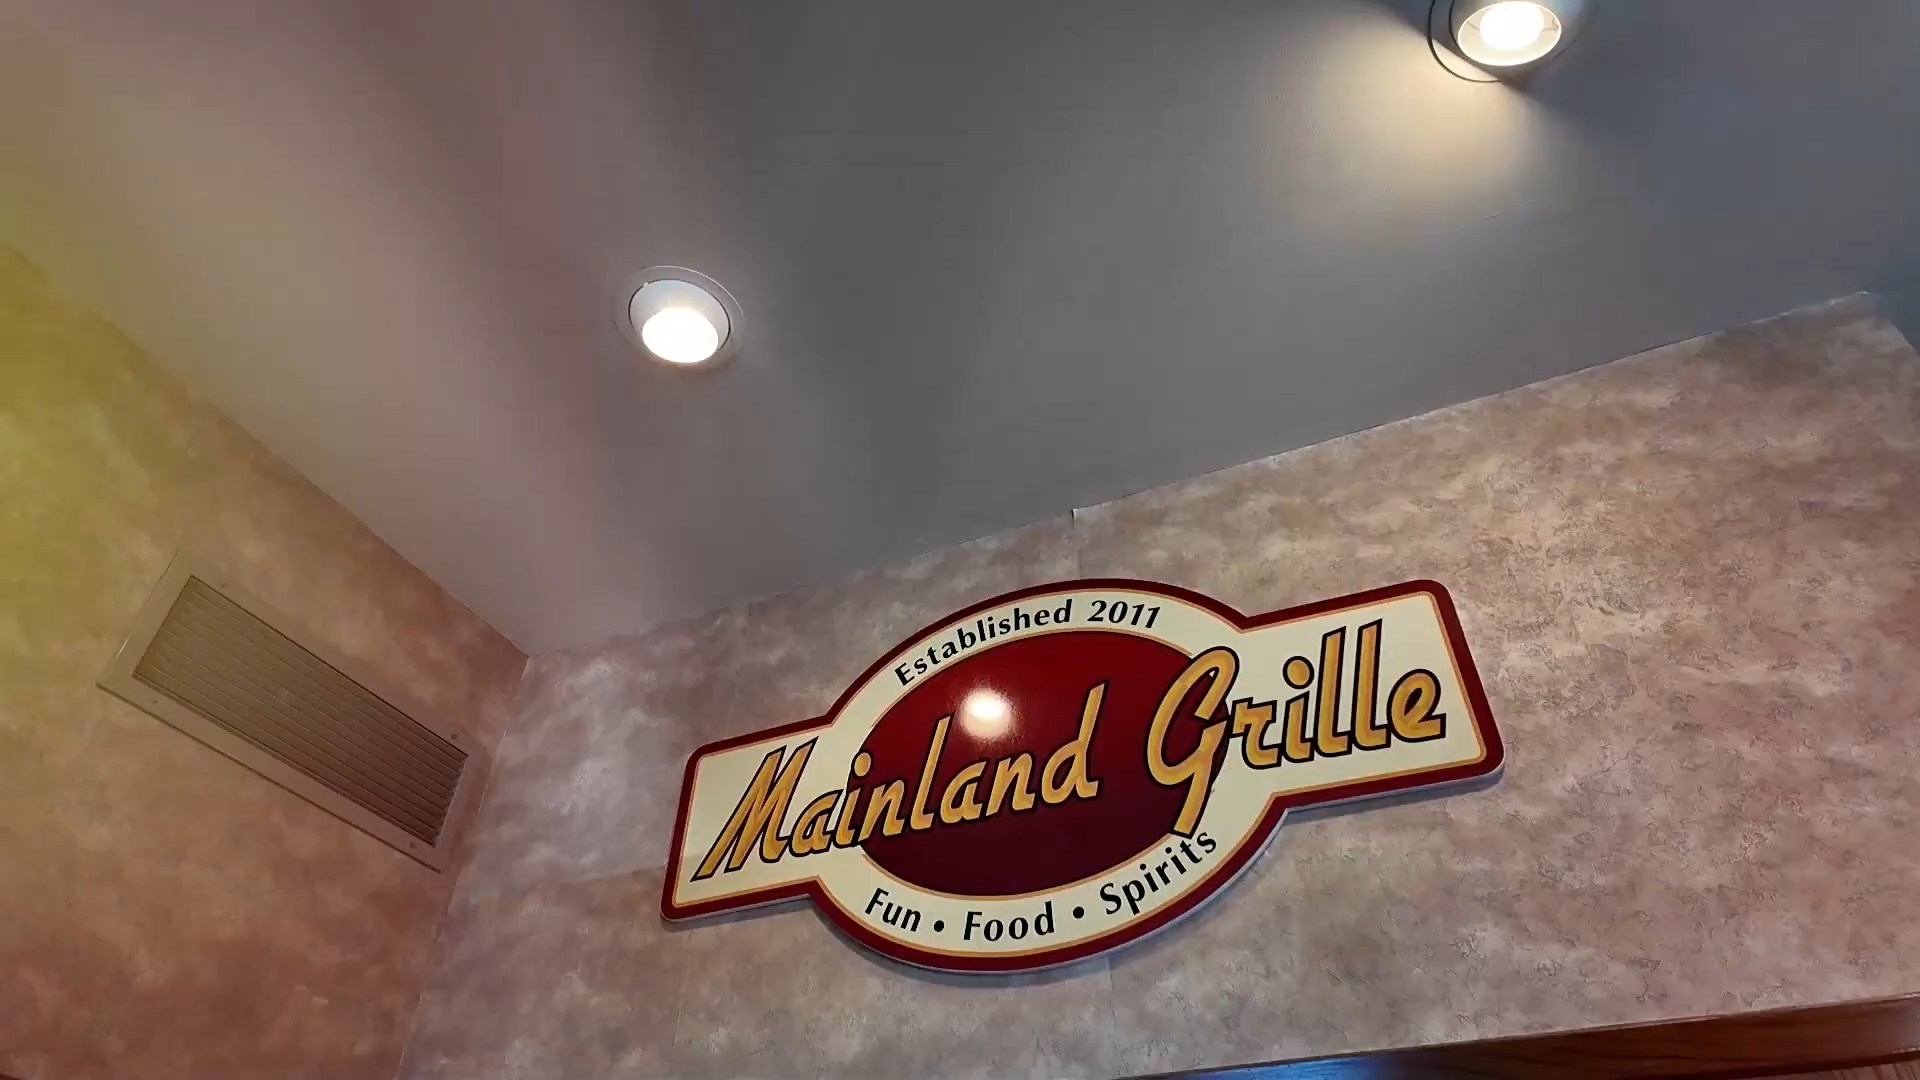 Established 2011
Mainland Grille
Fun • Food • Spirits